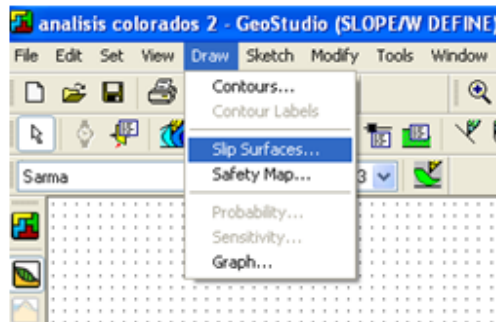 analisis colorados 2 - GeoStudio (SLOPE/W DEFINE)
File Edit Set View Draw Sketch Modify Tools Window
Contours...
Contour Labels
Slip Surfaces...
Safety Map...
Probability...
Sensitivity...
Graph...
Sarma
3